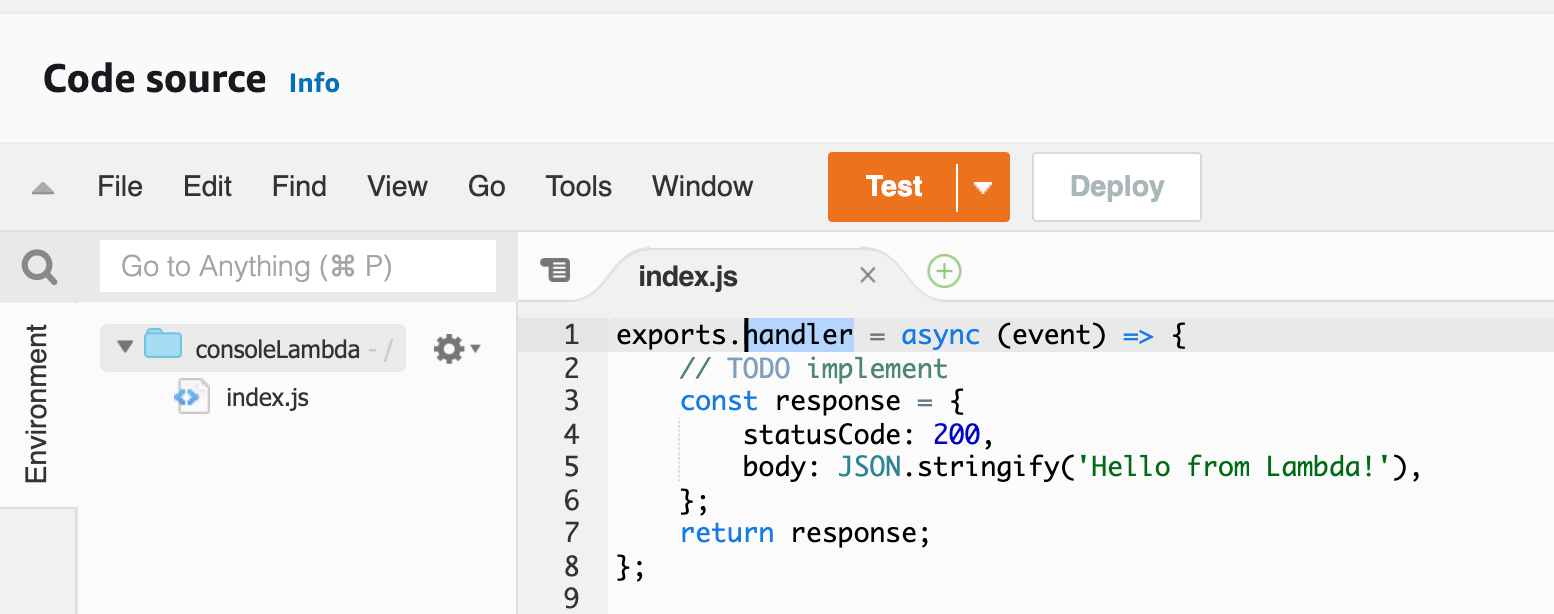 Code source Info
File Edit Find View Go Tools Window Test Deploy
Go to Anything (⌘ P)
index.js
Environment
consoleLambda - /
index.js
1 exports.handler = async (event) => {
2     // TODO implement
3     const response = {
4         statusCode: 200,
5         body: JSON.stringify('Hello from Lambda!'),
6     };
7     return response;
8 };
9